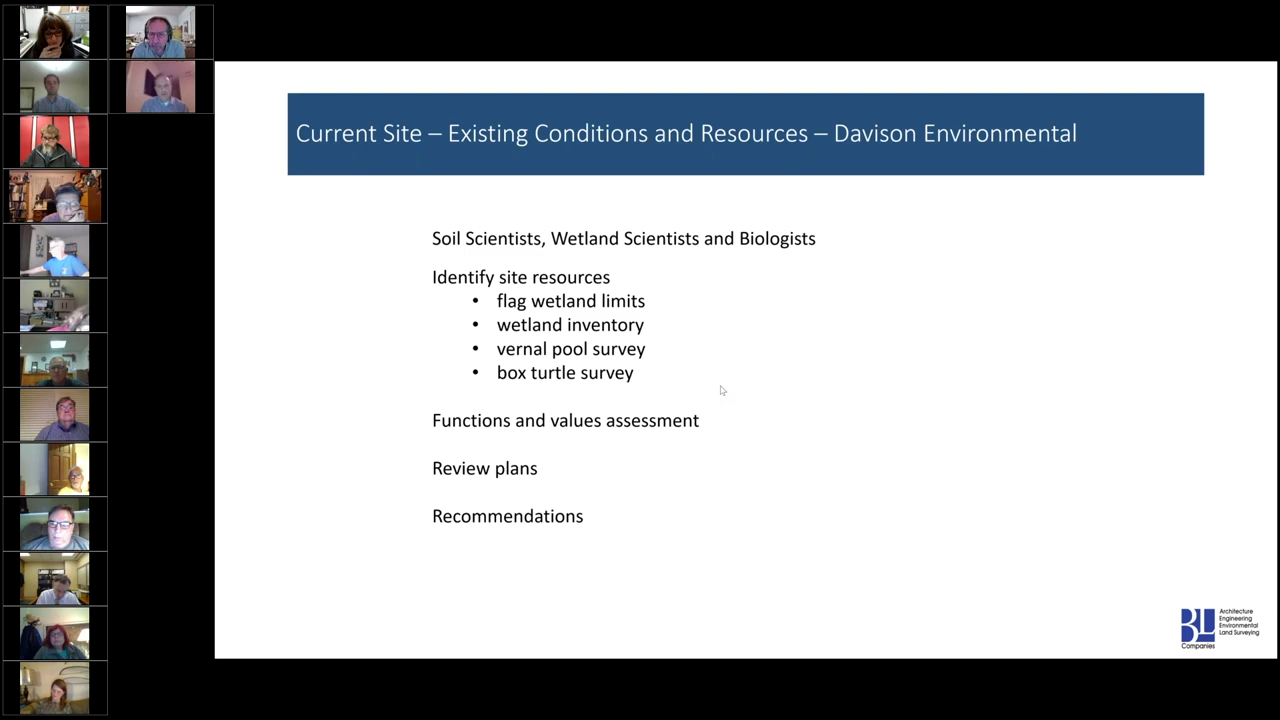 Current Site – Existing Conditions and Resources – Davison Environmental
Soil Scientists, Wetland Scientists and Biologists
Identify site resources
• flag wetland limits
• wetland inventory
• vernal pool survey
• box turtle survey
Functions and values assessment
Review plans
Recommendations
BL
Companies
Architecture
Engineering
Environmental
Land Surveying